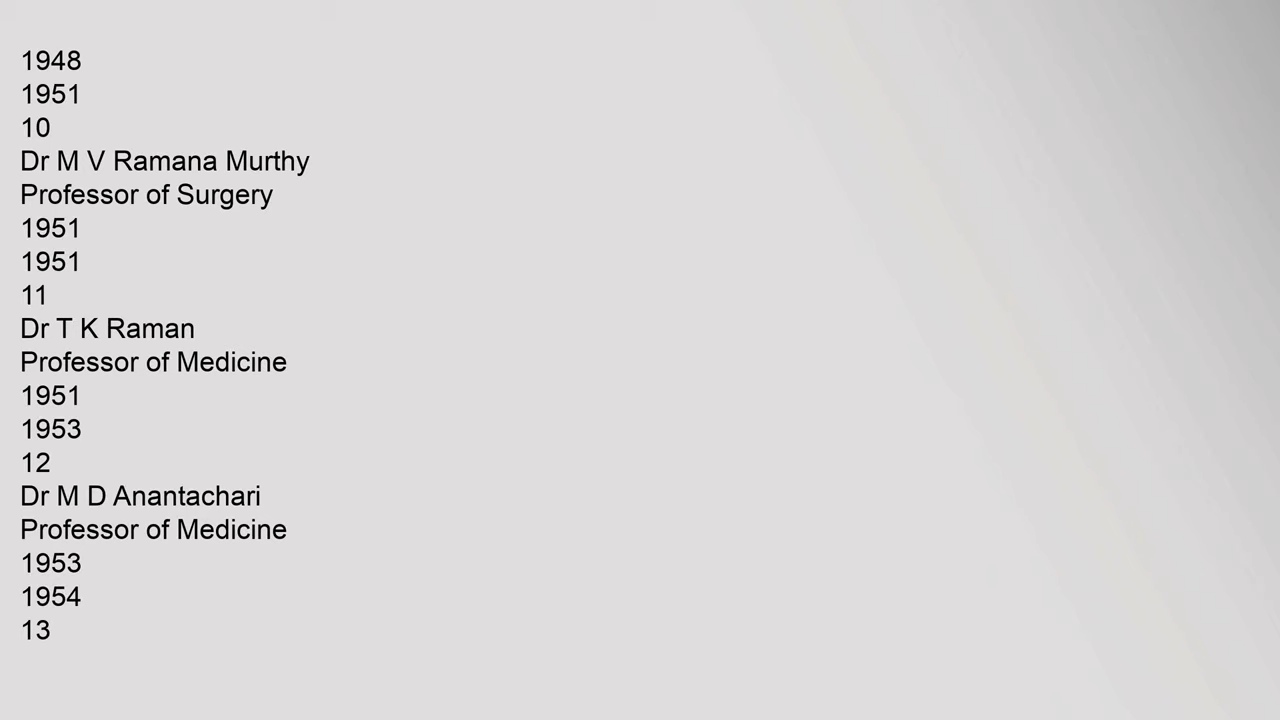 1948
1951
10
Dr M V Ramana Murthy
Professor of Surgery
1951
1951
11
Dr T K Raman
Professor of Medicine
1951
1953
12
Dr M D Anantachari
Professor of Medicine
1953
1954
13